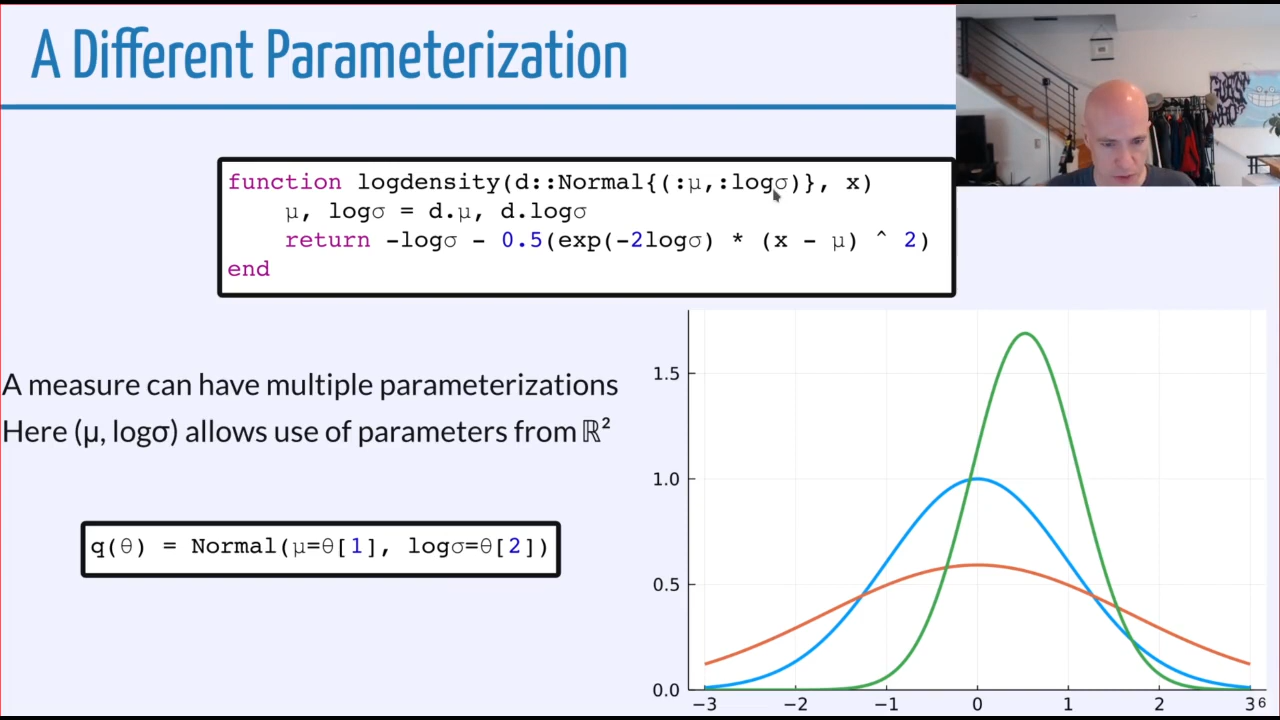 A Different Parameterization
function logdensity(d::Normal{(:μ,:logσ)}, x)
μ, logσ = d.μ, d.logσ
return -logσ - 0.5(exp(-2logσ) * (x - μ) ^ 2)
end
A measure can have multiple parameterizations
Here (μ, logσ) allows use of parameters from ℝ²
q(θ) = Normal(μ=θ[1], logσ=θ[2])
1.5
1.0
0.5
0.0
−3 −2 −1 0 1 2 3
6